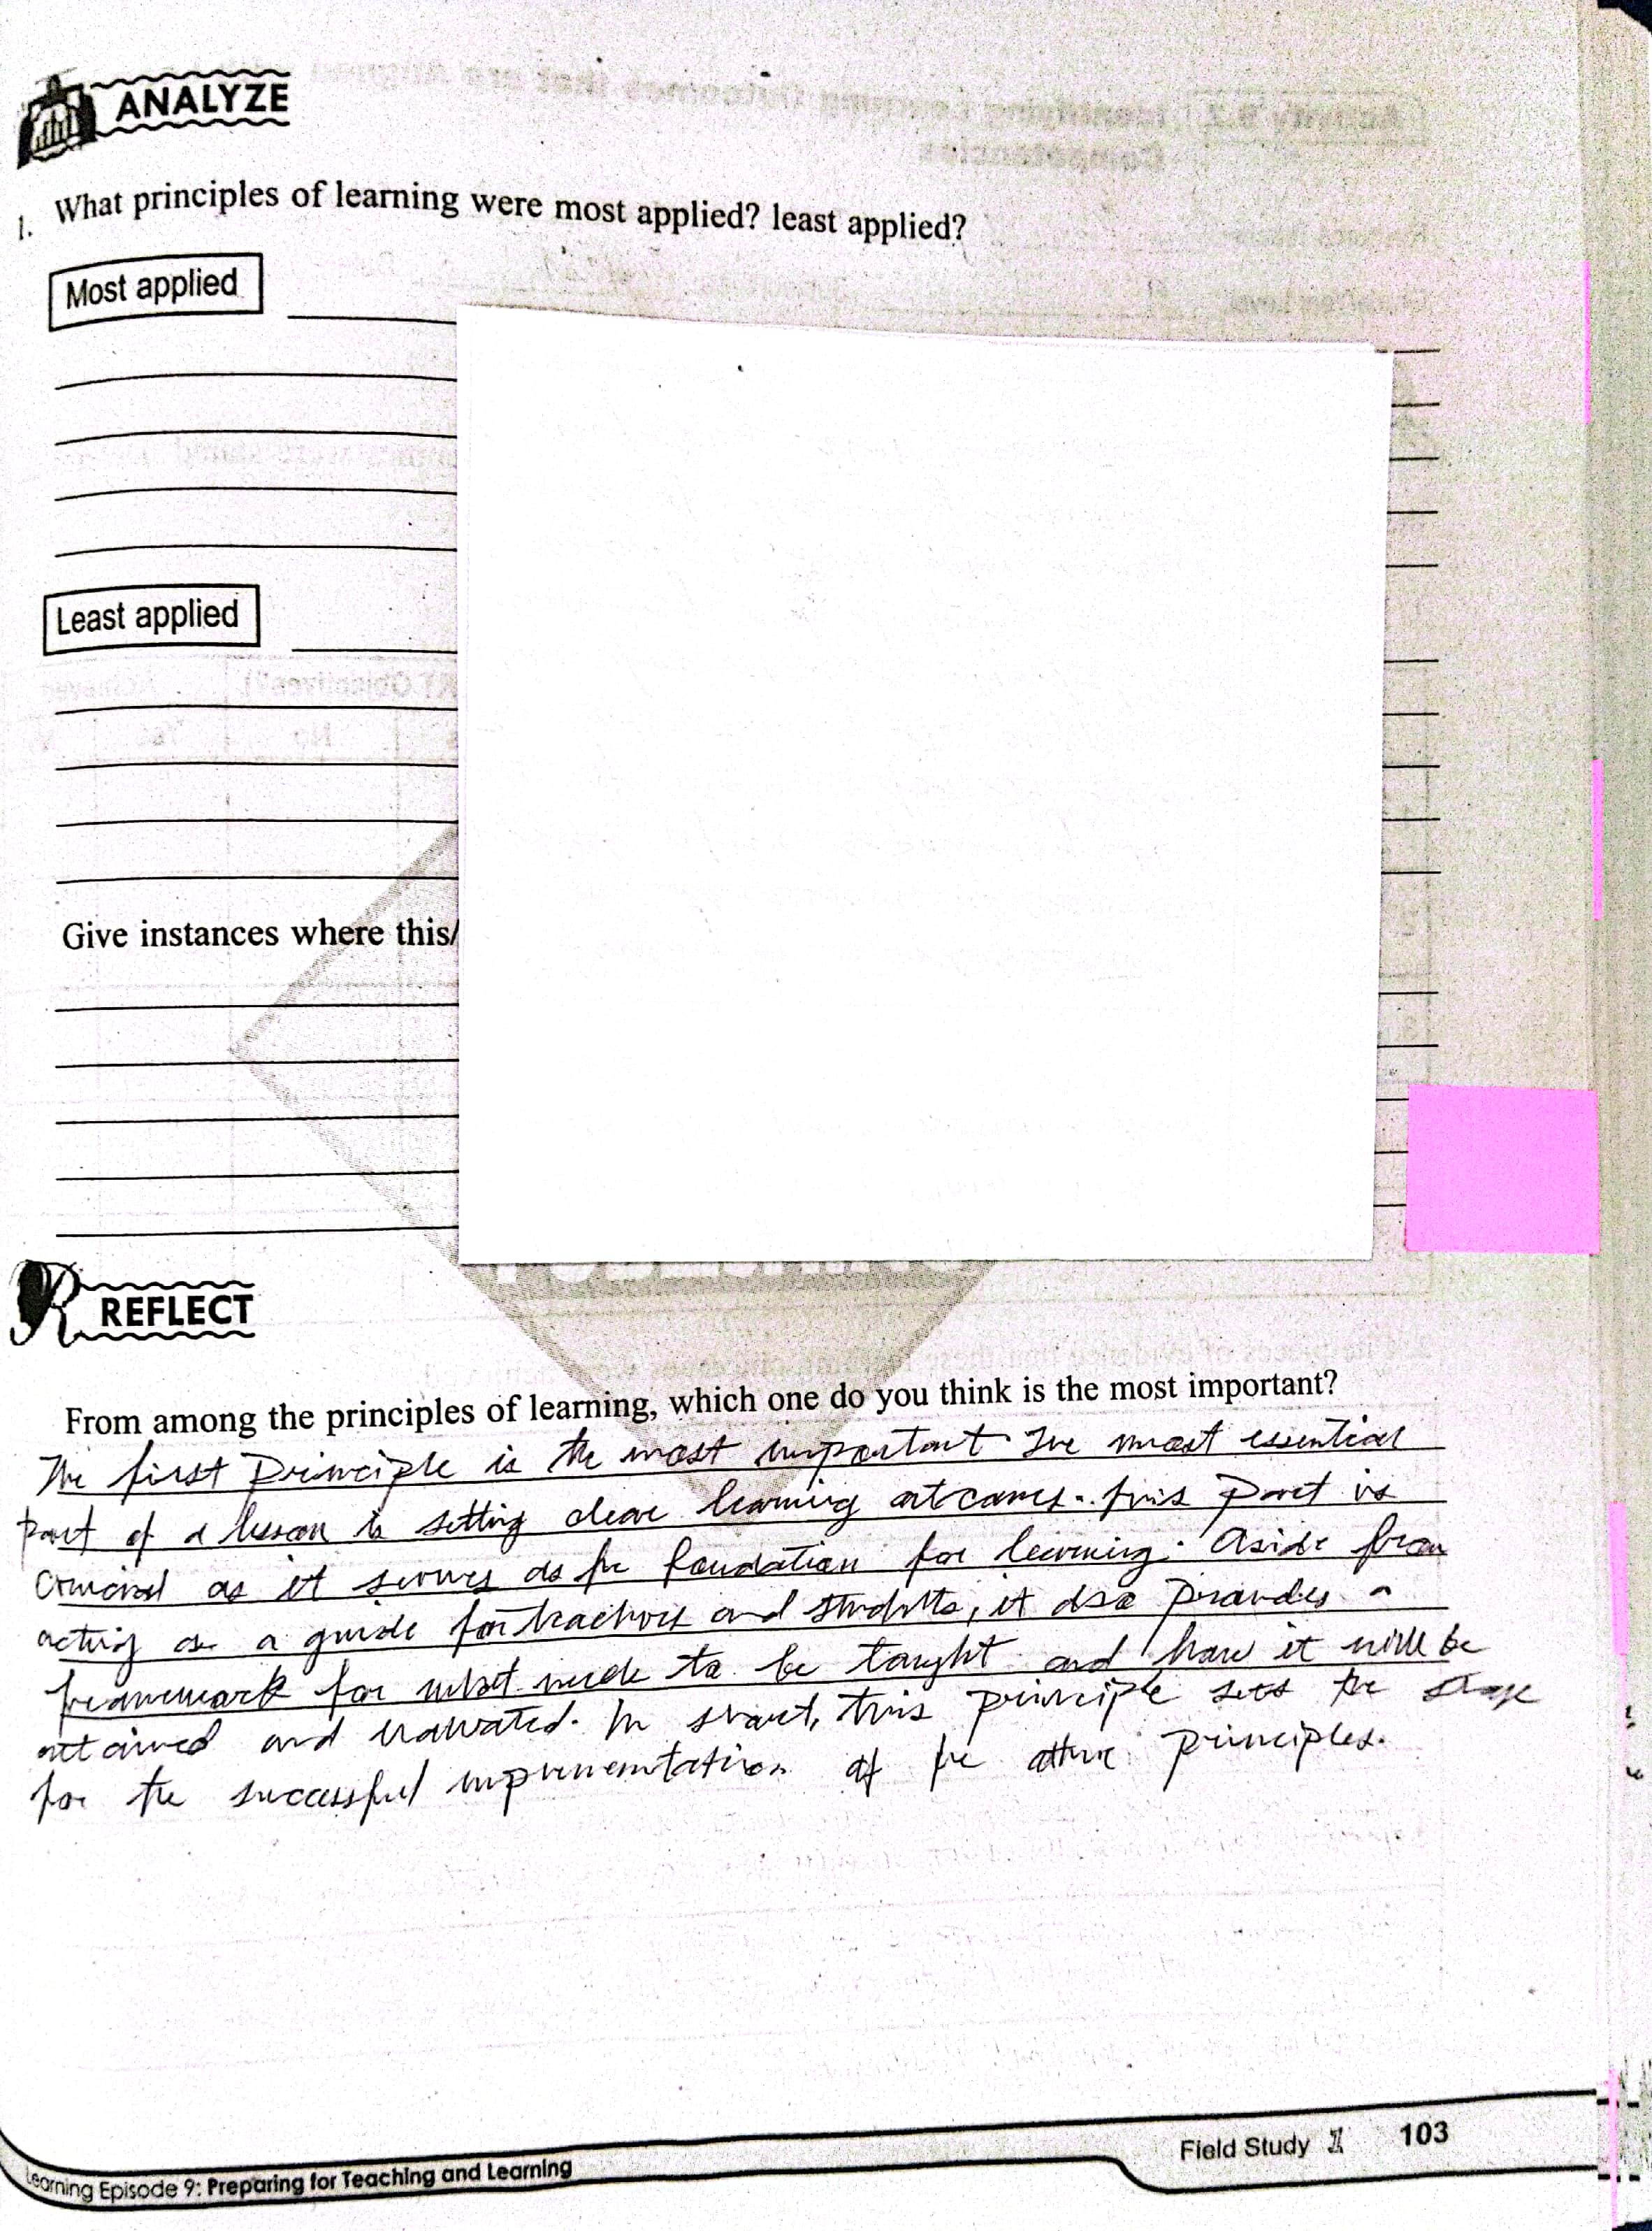 ANALYZE
1. What principles of learning were most applied? least applied?
Most applied
Least applied
Give instances where this/
REFLECT
From among the principles of learning, which one do you think is the most important?
The first principle is the most important The most essential
part of a lesson is setting clear learning outcomes. This part is
crucial as it serves as the foundation for learning. Aside from
acting as a guide for teachers and students, it also provides a
framework for what needs to be taught and how it will be
attained and evaluated. In short, this principle sets the stage
for the successful implementation of the other principles.
Learning Episode 9: Preparing for Teaching and Learning
Field Study 1 103